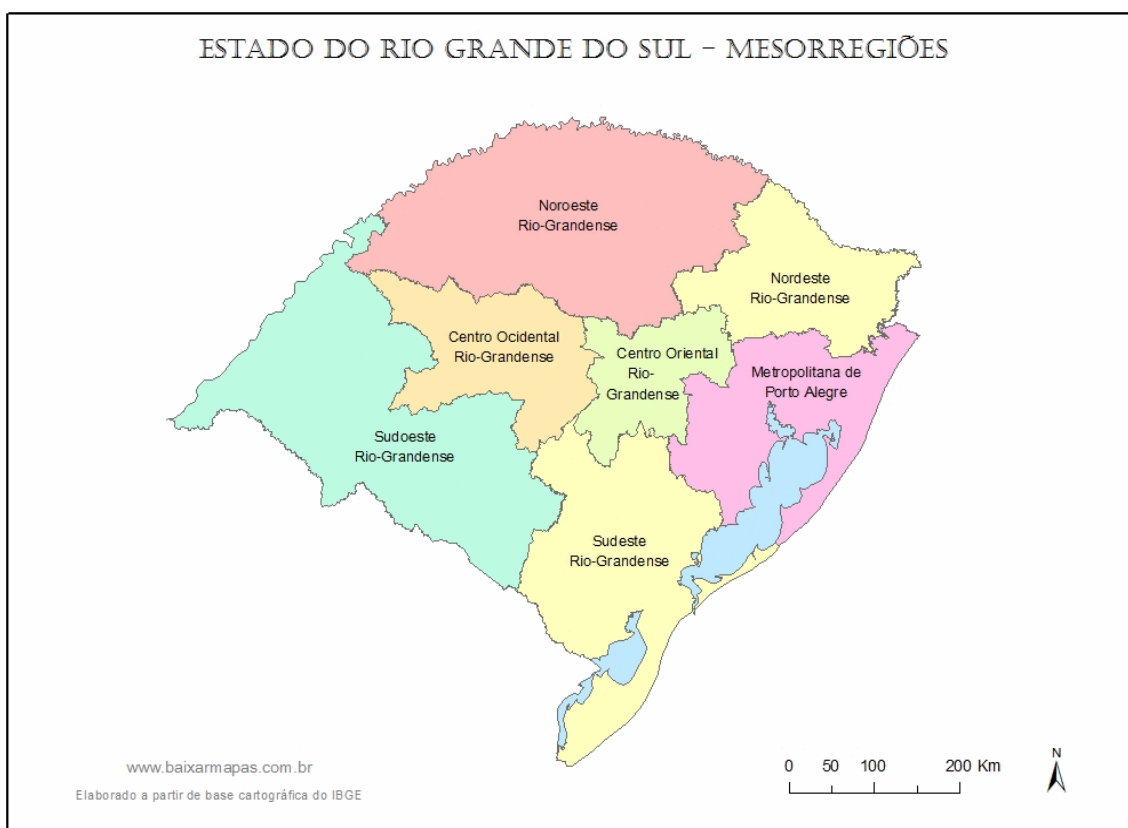 ESTADO DO RIO GRANDE DO SUL - MESORREGIÕES
Noroeste
Rio-Grandense
Nordeste
Rio-Grandense
Centro Ocidental
Rio-Grandense
Centro Oriental
Rio-
Grandense
Metropolitana de
Porto Alegre
Sudoeste
Rio-Grandense
Sudeste
Rio-Grandense
www.baixarmapas.com.br
Elaborado a partir de base cartográfica do IBGE
0 50 100 200 Km
N